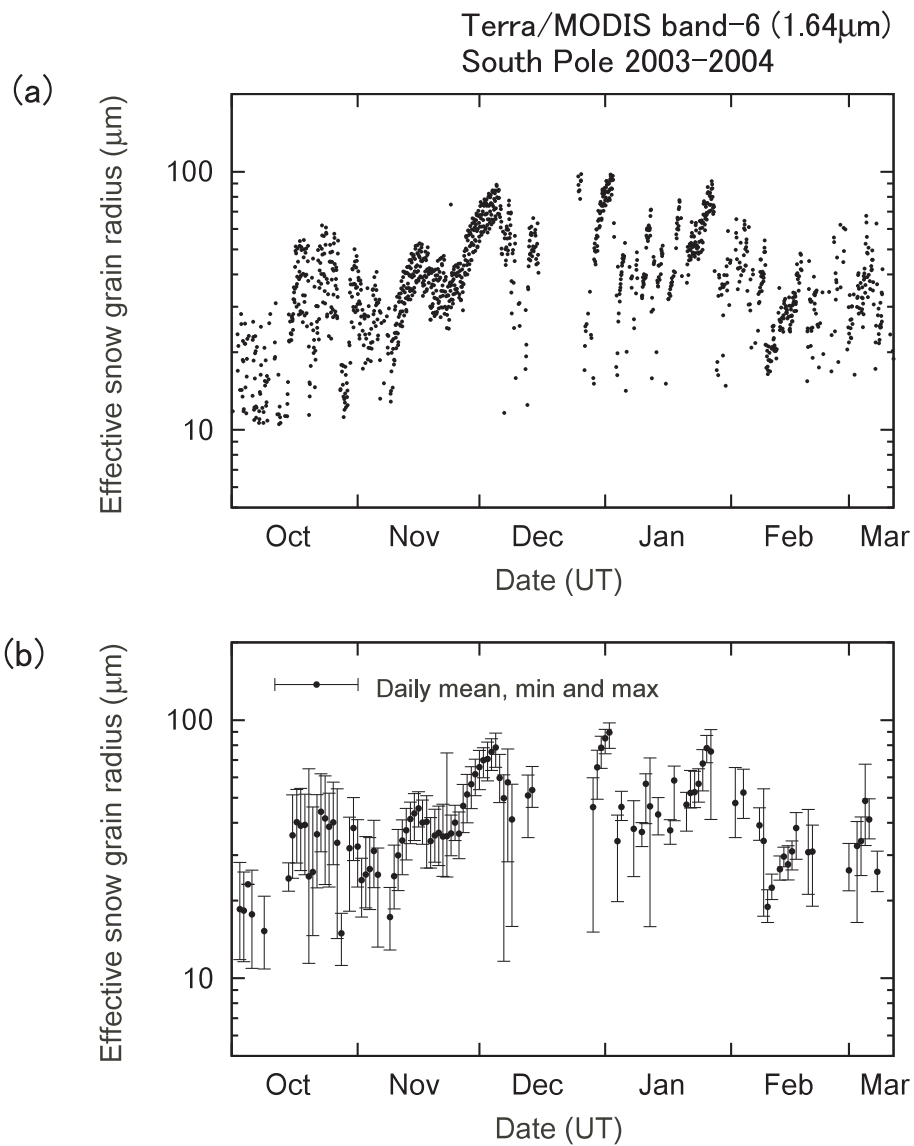 Terra/MODIS band-6 (1.64μm)
South Pole 2003-2004
(a)
Effective snow grain radius (μm)
100
10
Oct Nov Dec Jan Feb Mar
Date (UT)
(b)
Effective snow grain radius (μm)
Daily mean, min and max
100
10
Oct Nov Dec Jan Feb Mar
Date (UT)